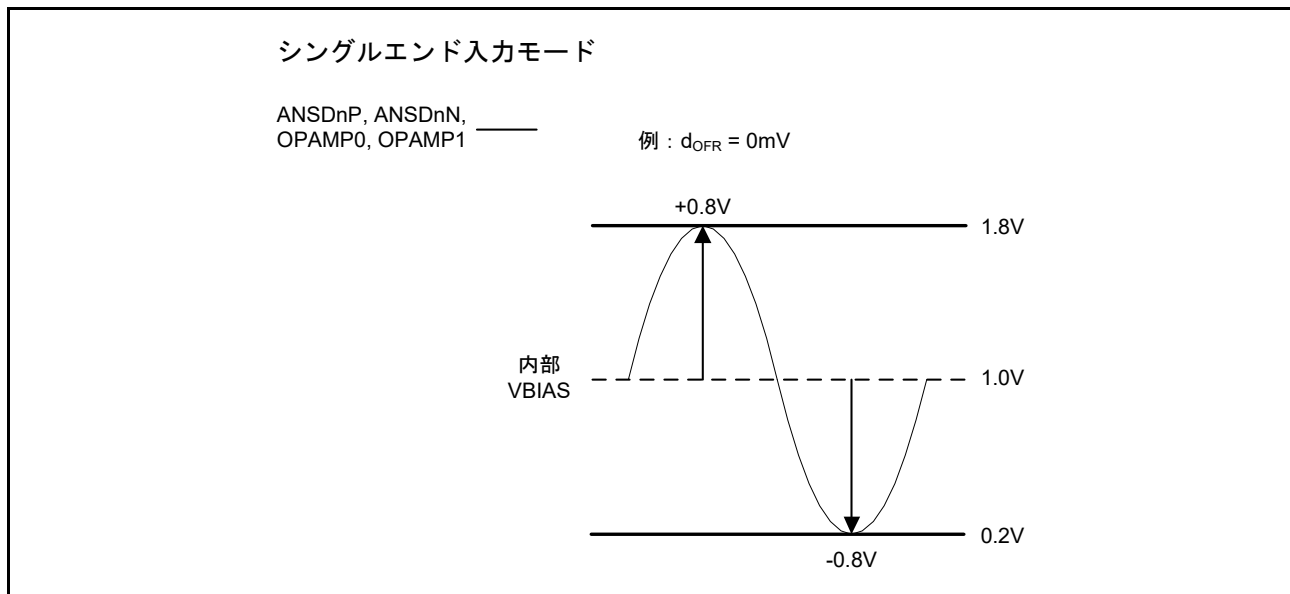 シングルエンド入力モード
ANSDnP, ANSDnN,
OPAMP0, OPAMP1
例：dOFR = 0mV
+0.8V
1.8V
内部
VBIAS
1.0V
0.2V
-0.8V